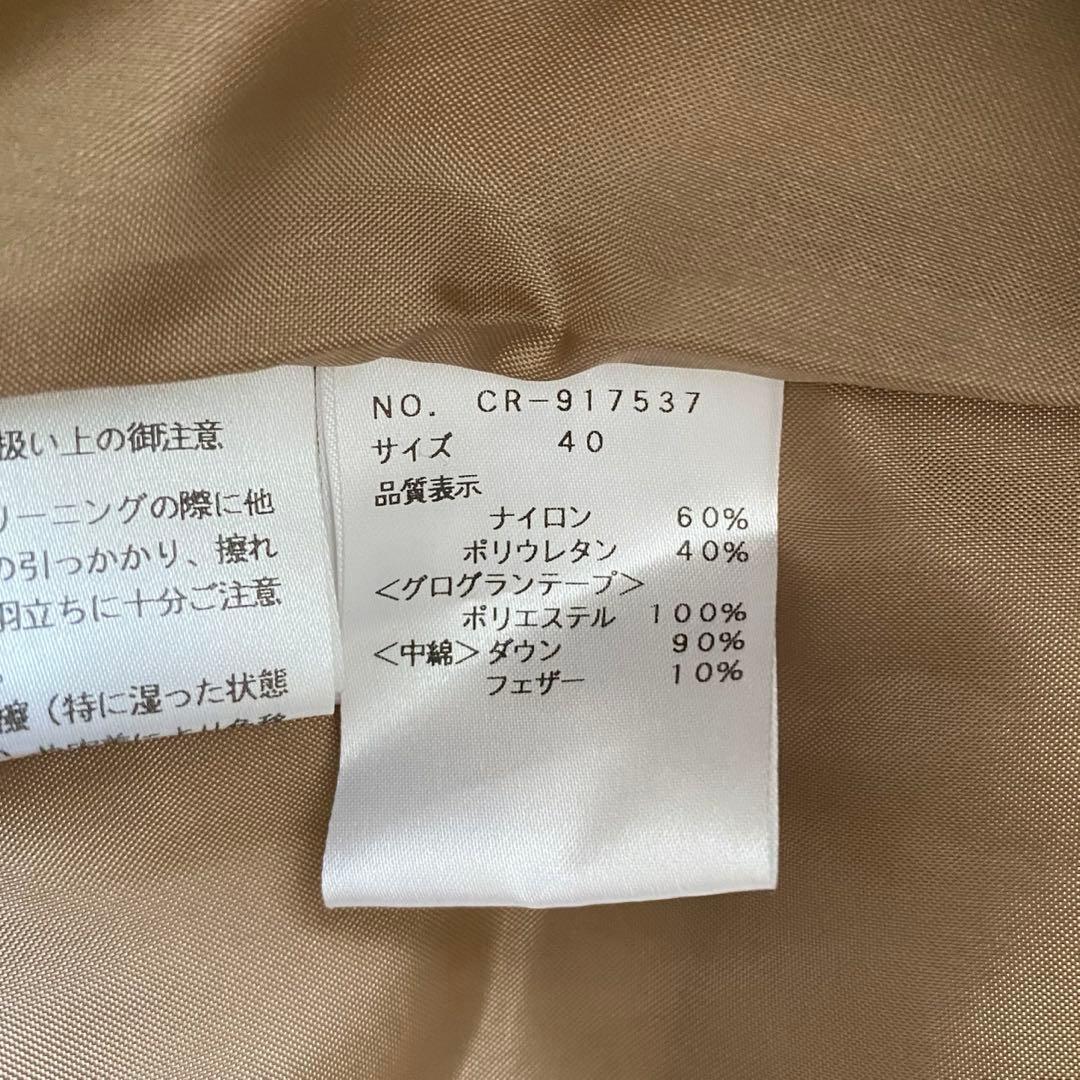 扱い上の御注意
リーニングの際に他
の引っかかり、擦れ
羽立ちに十分ご注意
擦（特に湿った状態
NO. CR-917537
サイズ 40
品質表示
ナイロン 60%
ポリウレタン 40%
<グログランテープ>
ポリエステル 100%
<中綿>ダウン 90%
フェザー 10%